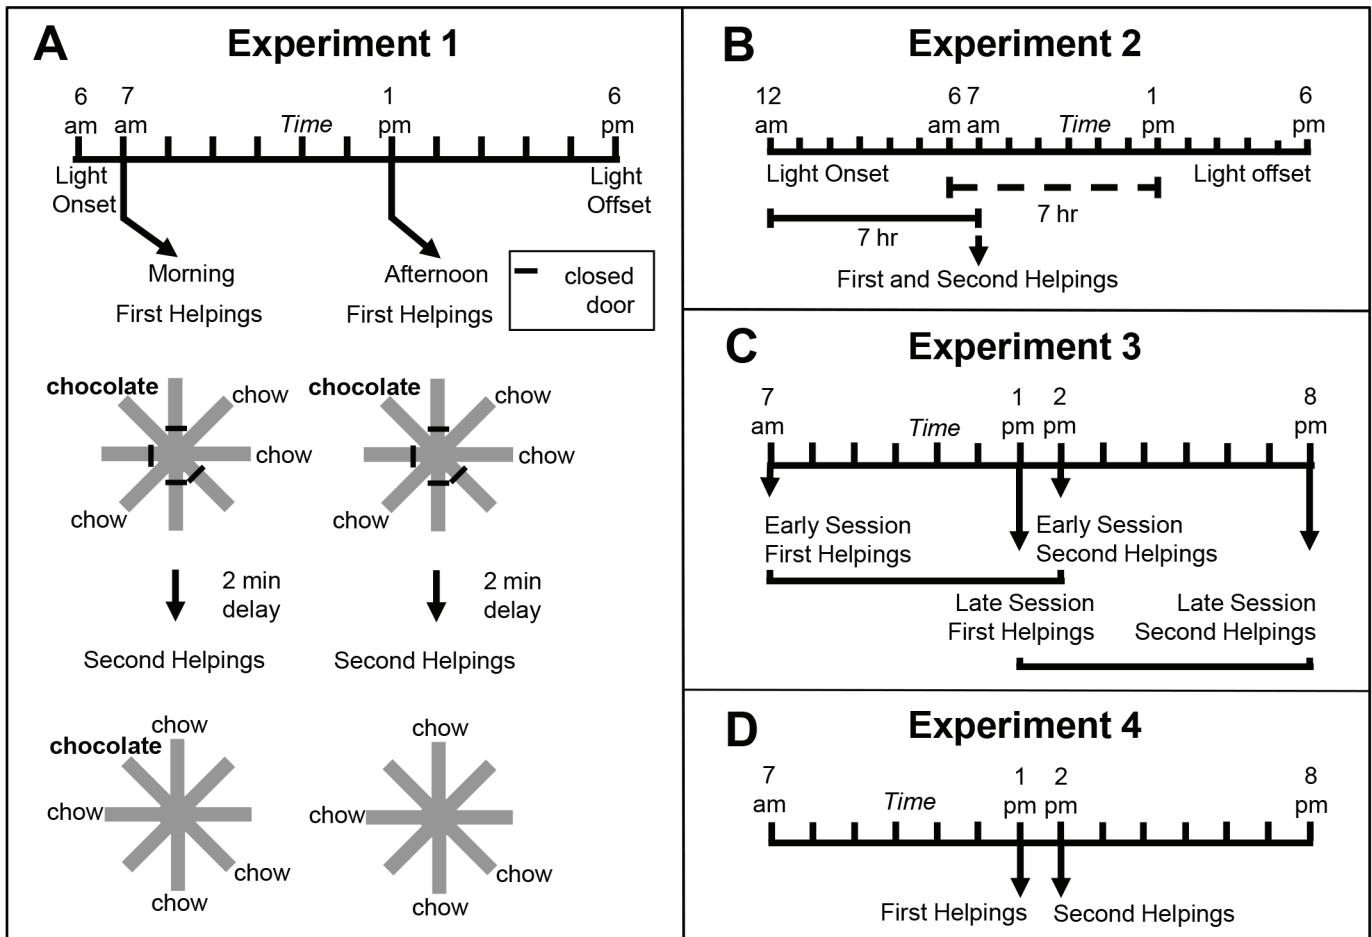 A Experiment 1
6 7 1 6
am am Time pm pm
Light Onset Light Offset
Morning Afternoon
First Helpings First Helpings
closed door
chocolate chow chocolate chow
chow chow
chow chow
2 min delay 2 min delay
Second Helpings Second Helpings
chow chow
chocolate
chow chow
chow chow
chow chow
B Experiment 2
12 6 7 1 6
am am am Time pm pm
Light Onset Light offset
7 hr
7 hr
First and Second Helpings
C Experiment 3
7 1 2 8
am Time pm pm pm
Early Session Early Session
First Helpings Second Helpings
Late Session Late Session
First Helpings Second Helpings
D Experiment 4
7 1 2 8
am Time pm pm pm
First Helpings Second Helpings